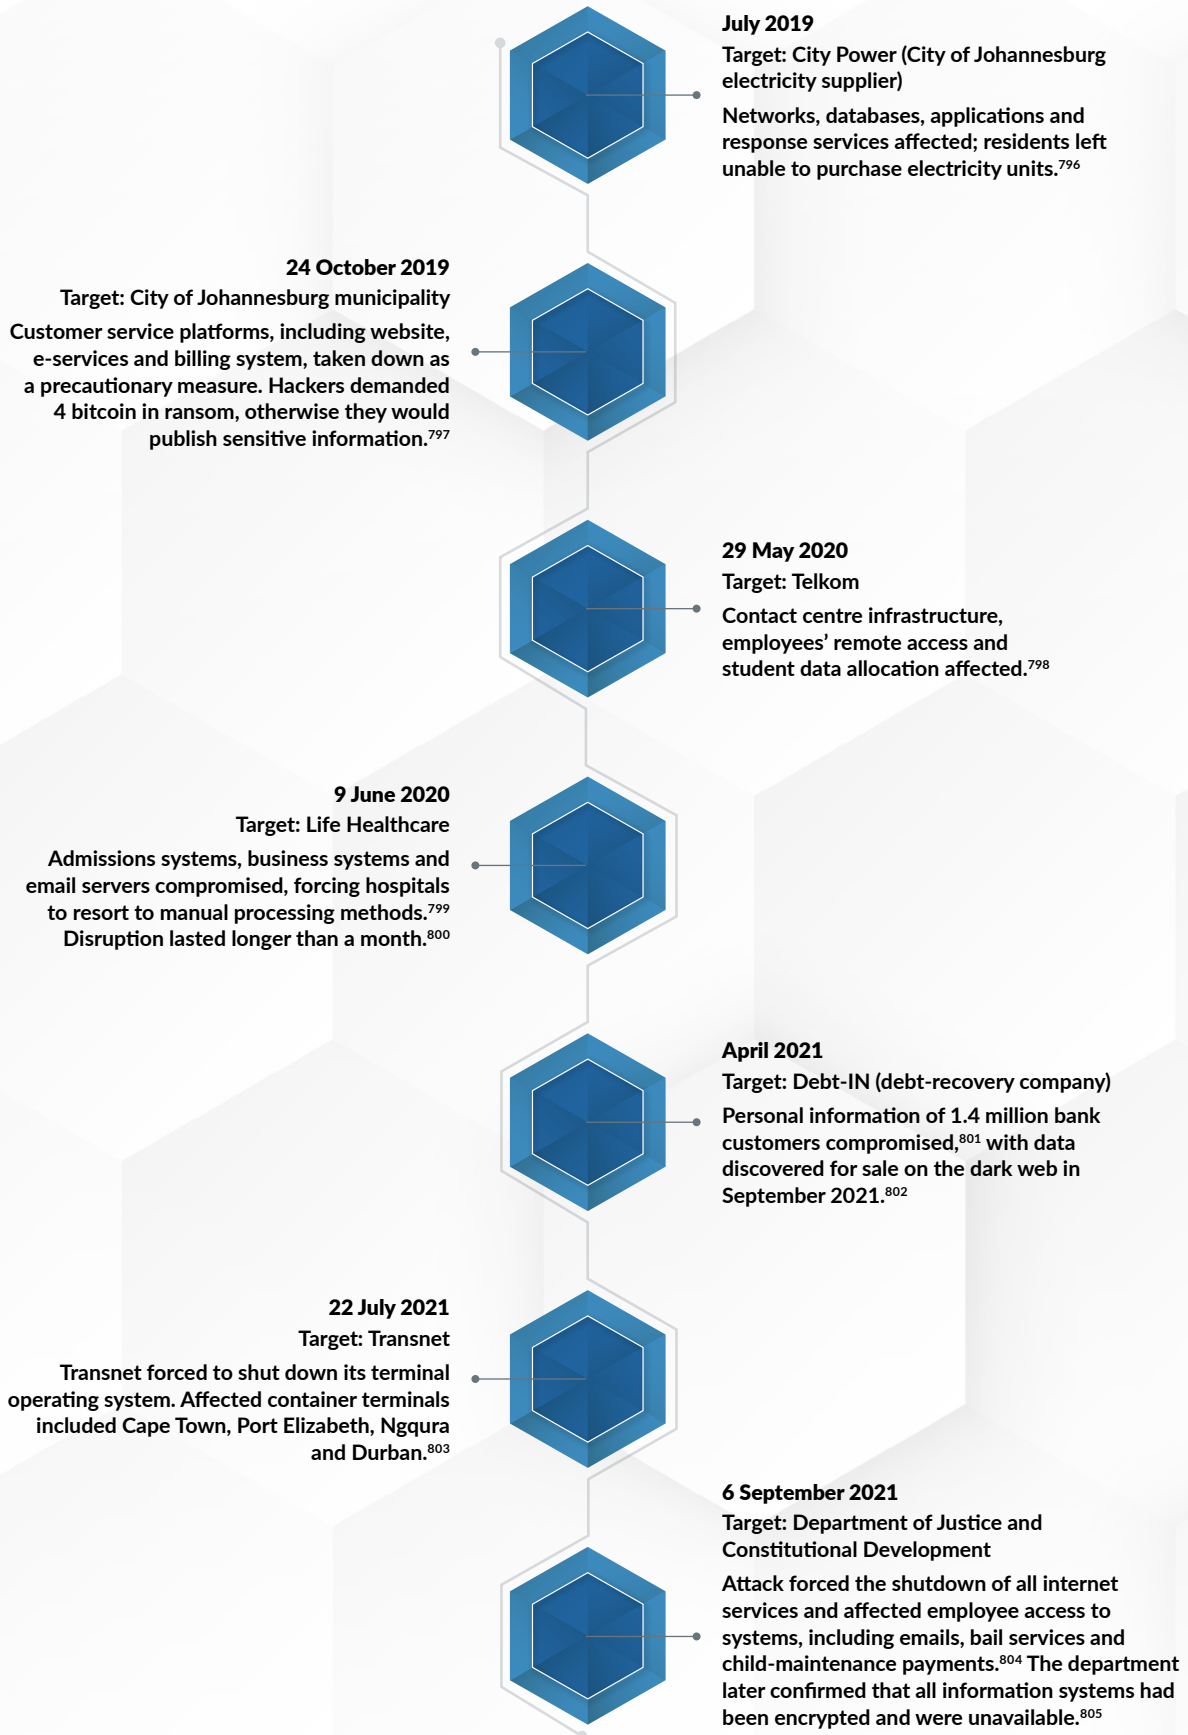 July 2019
Target: City Power (City of Johannesburg
electricity supplier)
Networks, databases, applications and
response services affected; residents left
unable to purchase electricity units.796
24 October 2019
Target: City of Johannesburg municipality
Customer service platforms, including website,
e-services and billing system, taken down as
a precautionary measure. Hackers demanded
4 bitcoin in ransom, otherwise they would
publish sensitive information.797
29 May 2020
Target: Telkom
Contact centre infrastructure,
employees’ remote access and
student data allocation affected.798
9 June 2020
Target: Life Healthcare
Admissions systems, business systems and
email servers compromised, forcing hospitals
to resort to manual processing methods.799
Disruption lasted longer than a month.800
April 2021
Target: Debt-IN (debt-recovery company)
Personal information of 1.4 million bank
customers compromised,801 with data
discovered for sale on the dark web in
September 2021.802
22 July 2021
Target: Transnet
Transnet forced to shut down its terminal
operating system. Affected container terminals
included Cape Town, Port Elizabeth, Ngqura
and Durban.803
6 September 2021
Target: Department of Justice and
Constitutional Development
Attack forced the shutdown of all internet
services and affected employee access to
systems, including emails, bail services and
child-maintenance payments.804 The department
later confirmed that all information systems had
been encrypted and were unavailable.805